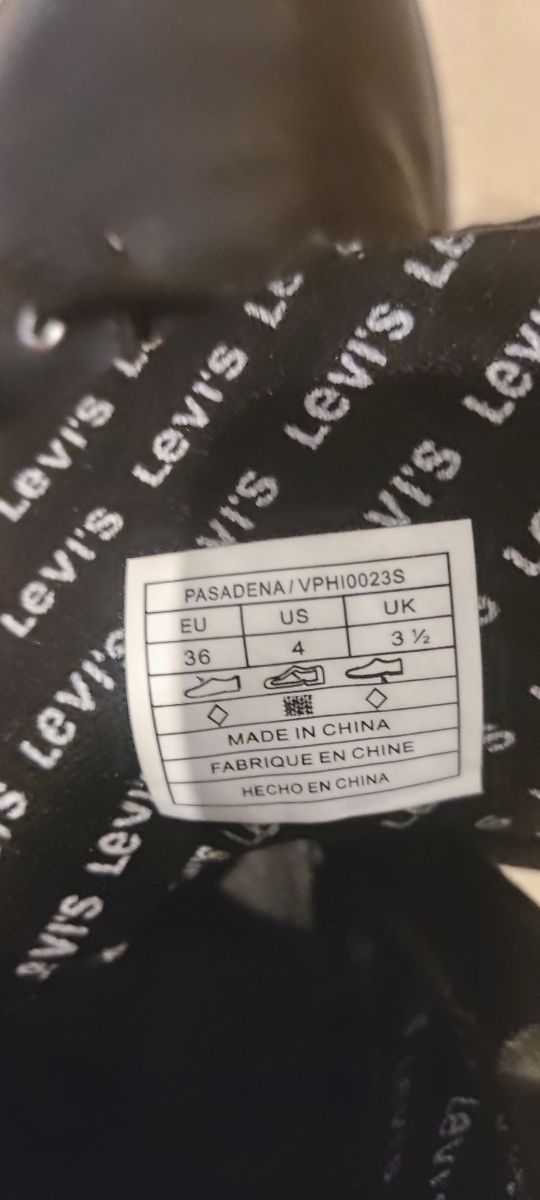 Levi's
Levi's
Levi's
Levi's
Levi's
Levi's
PASADENA / VPHI0023S
EU US UK
36 4 3 ½
MADE IN CHINA
FABRIQUE EN CHINE
HECHO EN CHINA